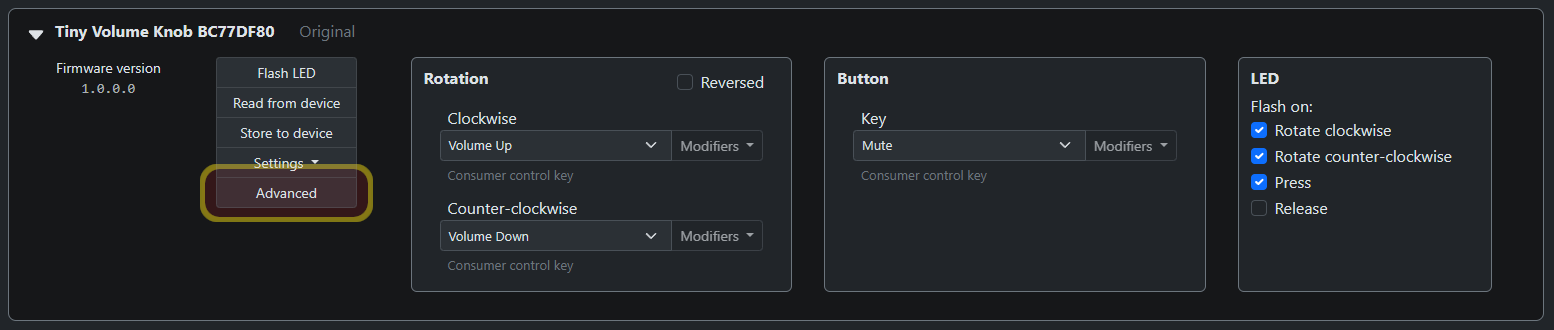 Tiny Volume Knob BC77DF80 Original
Firmware version
1.0.0.0
Flash LED
Read from device
Store to device
Settings
Advanced
Rotation
Reversed
Clockwise
Volume Up
Modifiers
Consumer control key
Counter-clockwise
Volume Down
Modifiers
Consumer control key
Button
Key
Mute
Modifiers
Consumer control key
LED
Flash on:
Rotate clockwise
Rotate counter-clockwise
Press
Release